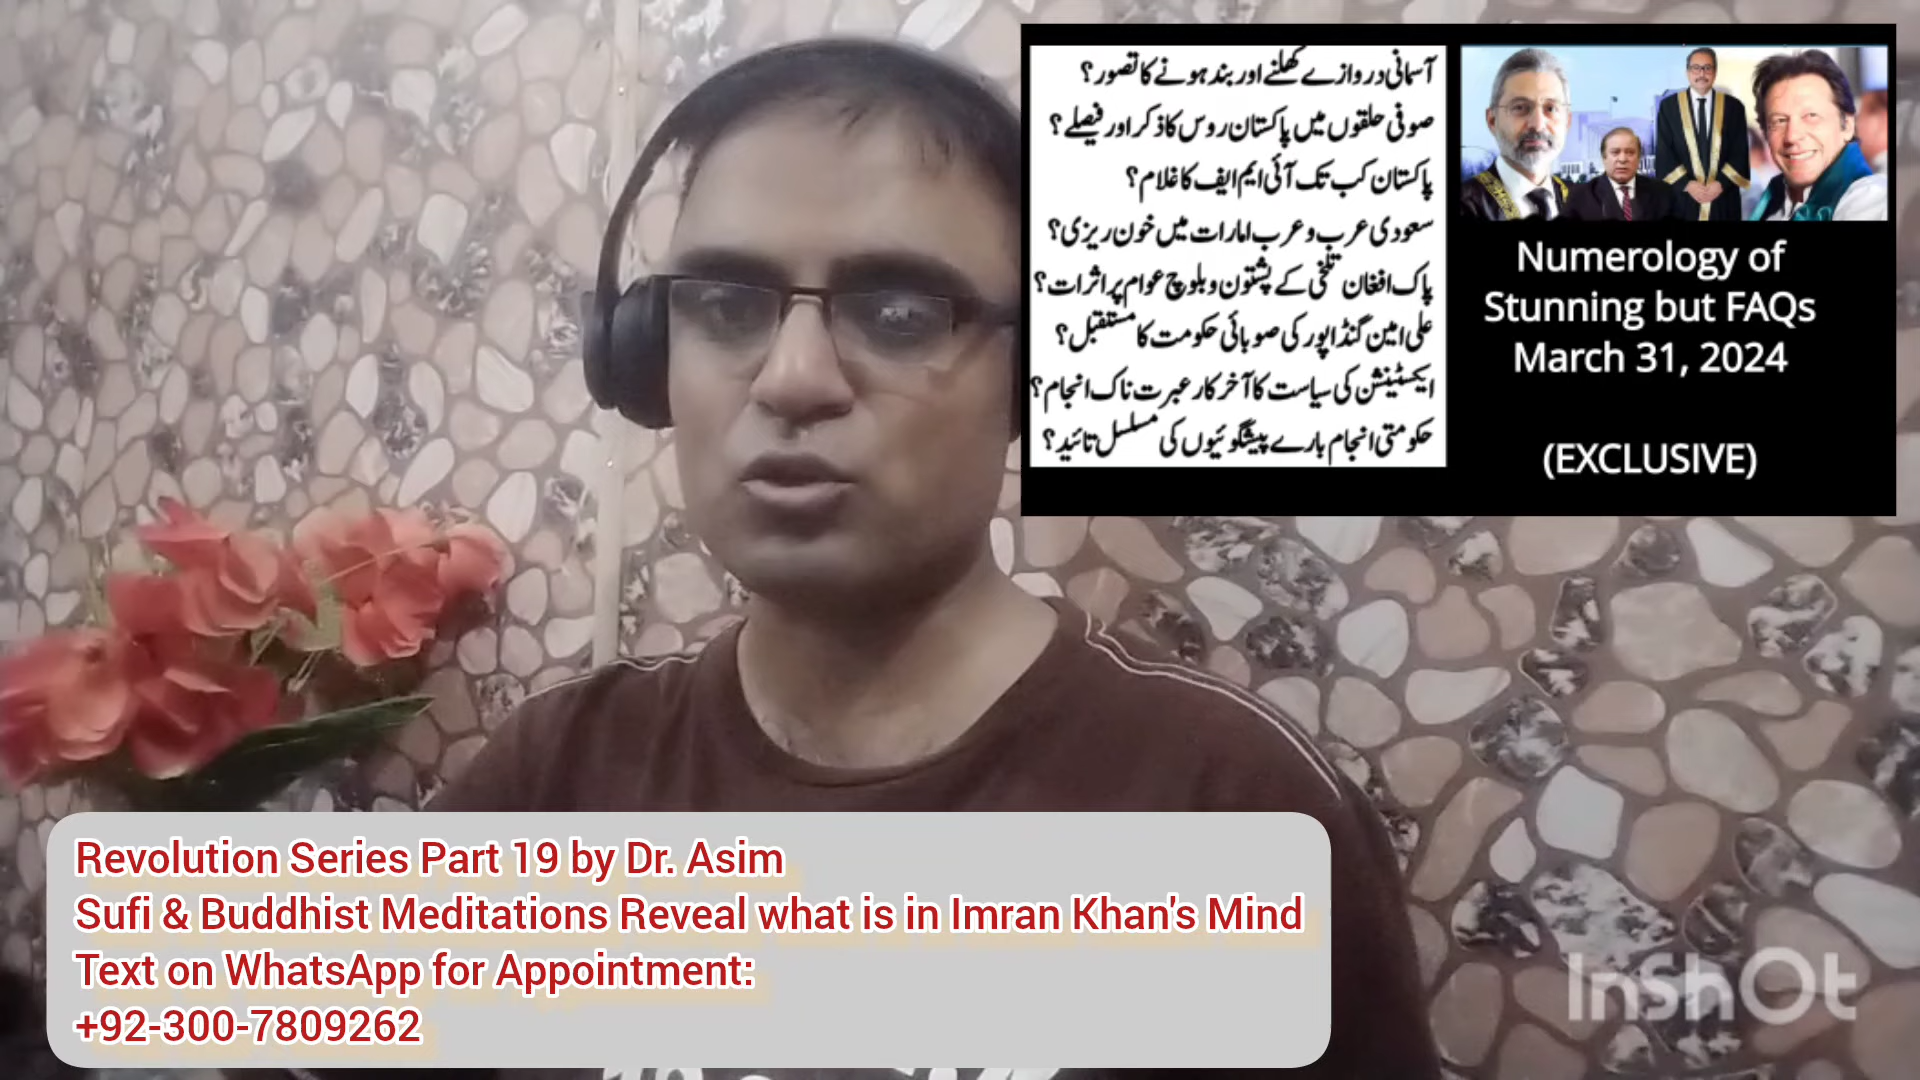 آسمانی دروازے کھلنے اور بند ہونے کا تصور؟
صوفی حلقوں میں پاکستان روس کا ذکر اور فیصلے؟
پاکستان کب تک آئی ایم ایف کا غلام؟
سعودی عرب و عرب امارات میں خون ریزی؟
پاک افغان تلخی کے پشتون و بلوچ عوام پر اثرات؟
علی امین گنڈاپور کی صوبائی حکومت کا مستقبل؟
ایکسٹینشن کی سیاست کا آخر کار عبرت ناک انجام؟
حکومتی انجام بارے پیشگوئیوں کی مسلسل تائید؟
Numerology of
Stunning but FAQs
March 31, 2024
(EXCLUSIVE)
Revolution Series Part 19 by Dr. Asim
Sufi & Buddhist Meditations Reveal what is in Imran Khan's Mind
Text on WhatsApp for Appointment:
+92-300-7809262
InShOt